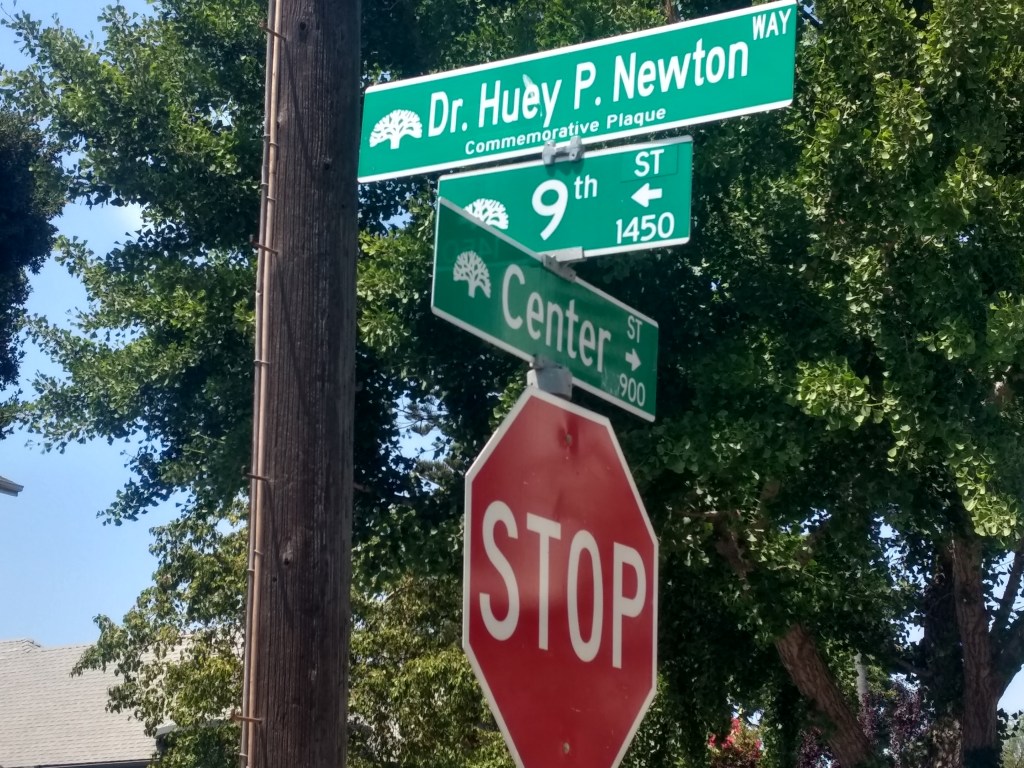 Dr. Huey P. Newton WAY
Commemorative Plaque
9th ST
1450
Center ST
900
STOP